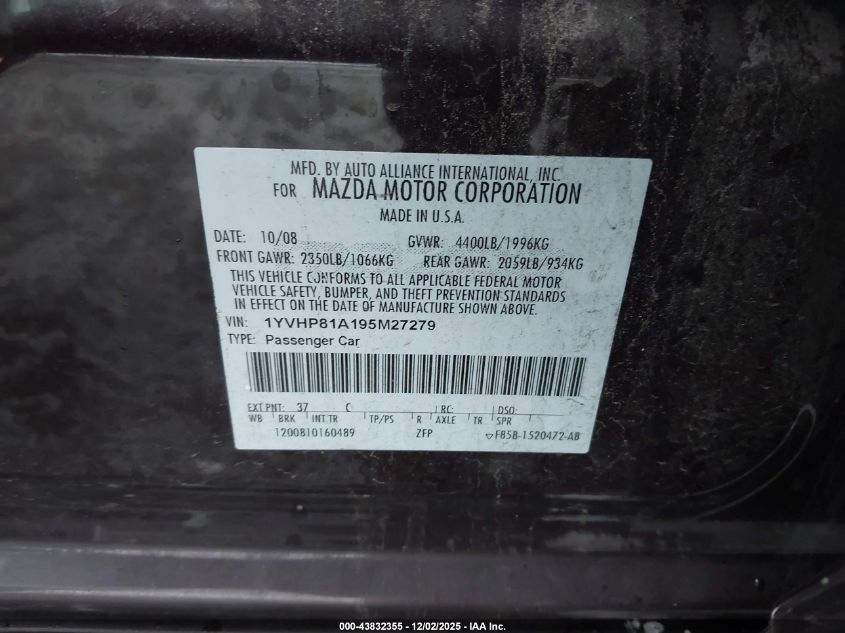 MFD. BY AUTO ALLIANCE INTERNATIONAL, INC.
FOR MAZDA MOTOR CORPORATION
MADE IN U.S.A.
DATE: 10/08 GVWR: 4400LB/1996KG
FRONT GAWR: 2350LB/1066KG REAR GAWR: 2059LB/934KG
THIS VEHICLE CONFORMS TO ALL APPLICABLE FEDERAL MOTOR
VEHICLE SAFETY, BUMPER, AND THEFT PREVENTION STANDARDS
IN EFFECT ON THE DATE OF MANUFACTURE SHOWN ABOVE.
VIN: 1YVHP81A195M27279
TYPE: Passenger Car
EXT PNT: 37 C RC: DSO:
WB BRK INT TR TP/PS R AXLE TR SPR
1200810160489 ZFP F85B-1520472-AB
000-43832355 - 12/02/2025 - IAA Inc.